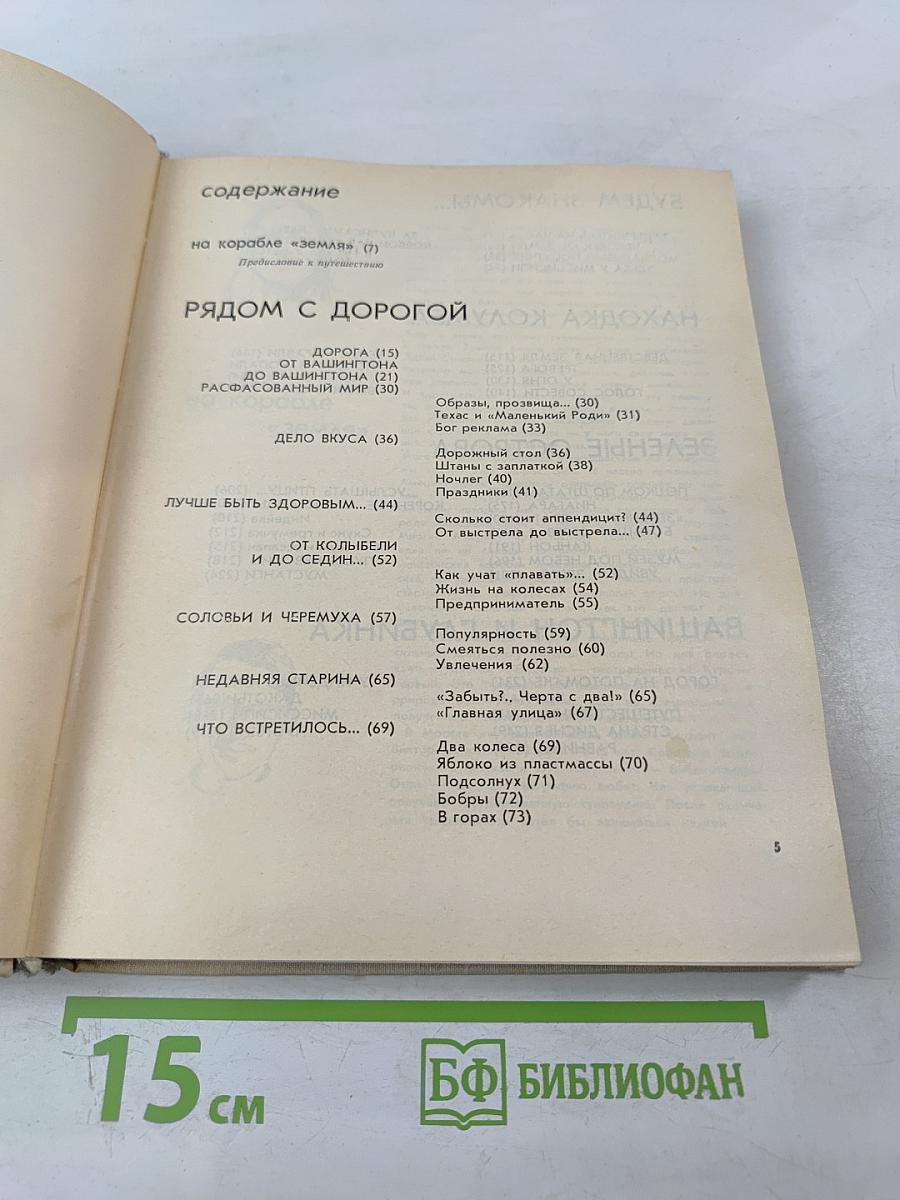 содержание
на корабле «земля» (7)
Предисловие к путешествию
РЯДОМ С ДОРОГОЙ
ДОРОГА (15)
ОТ ВАШИНГТОНА
ДО ВАШИНГТОНА (21)
РАСФАСОВАННЫЙ МИР (30)
Образы, прозвища... (30)
Техас и «Маленький Роди» (31)
Бог реклама (33)
ДЕЛО ВКУСА (36)
Дорожный стол (36)
Штаны с заплаткой (38)
Ночлег (40)
Праздники (41)
ЛУЧШЕ БЫТЬ ЗДОРОВЫМ... (44)
Сколько стоит аппендицит? (44)
От выстрела до выстрела... (47)
ОТ КОЛЫБЕЛИ
И ДО СЕДИН... (52)
Как учат «плавать»... (52)
Жизнь на колесах (54)
Предприниматель (55)
СОЛОВЬИ И ЧЕРЕМУХА (57)
Популярность (59)
Смеяться полезно (60)
Увлечения (62)
НЕДАВНЯЯ СТАРИНА (65)
«Забыть?.. Черта с два!» (65)
«Главная улица» (67)
ЧТО ВСТРЕТИЛОСЬ... (69)
Два колеса (69)
Яблоко из пластмассы (70)
Подсолнух (71)
Бобры (72)
В горах (73)
5
15 см
БФ БИБЛИОФАН